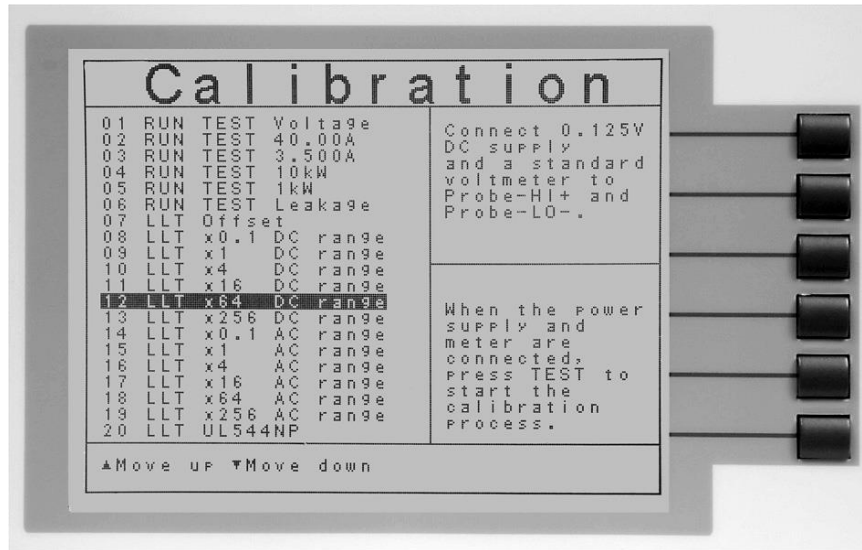 Calibration
01 RUN TEST Voltage
02 RUN TEST 40.00A
03 RUN TEST 3.500A
04 RUN TEST 10kW
05 RUN TEST 1kW
06 RUN TEST Leakage
07 LLT Offset
08 LLT x0.1 DC range
09 LLT x1 DC range
10 LLT x4 DC range
11 LLT x16 DC range
12 LLT x64 DC range
13 LLT x256 DC range
14 LLT x0.1 AC range
15 LLT x1 AC range
16 LLT x4 AC range
17 LLT x16 AC range
18 LLT x64 AC range
19 LLT x256 AC range
20 LLT UL544NP
Connect 0.125V
DC supply
and a standard
voltmeter to
Probe-HI+ and
Probe-LO-.
When the power
supply and
meter are
connected,
press TEST to
start the
calibration
process.
▲Move up ▼Move down